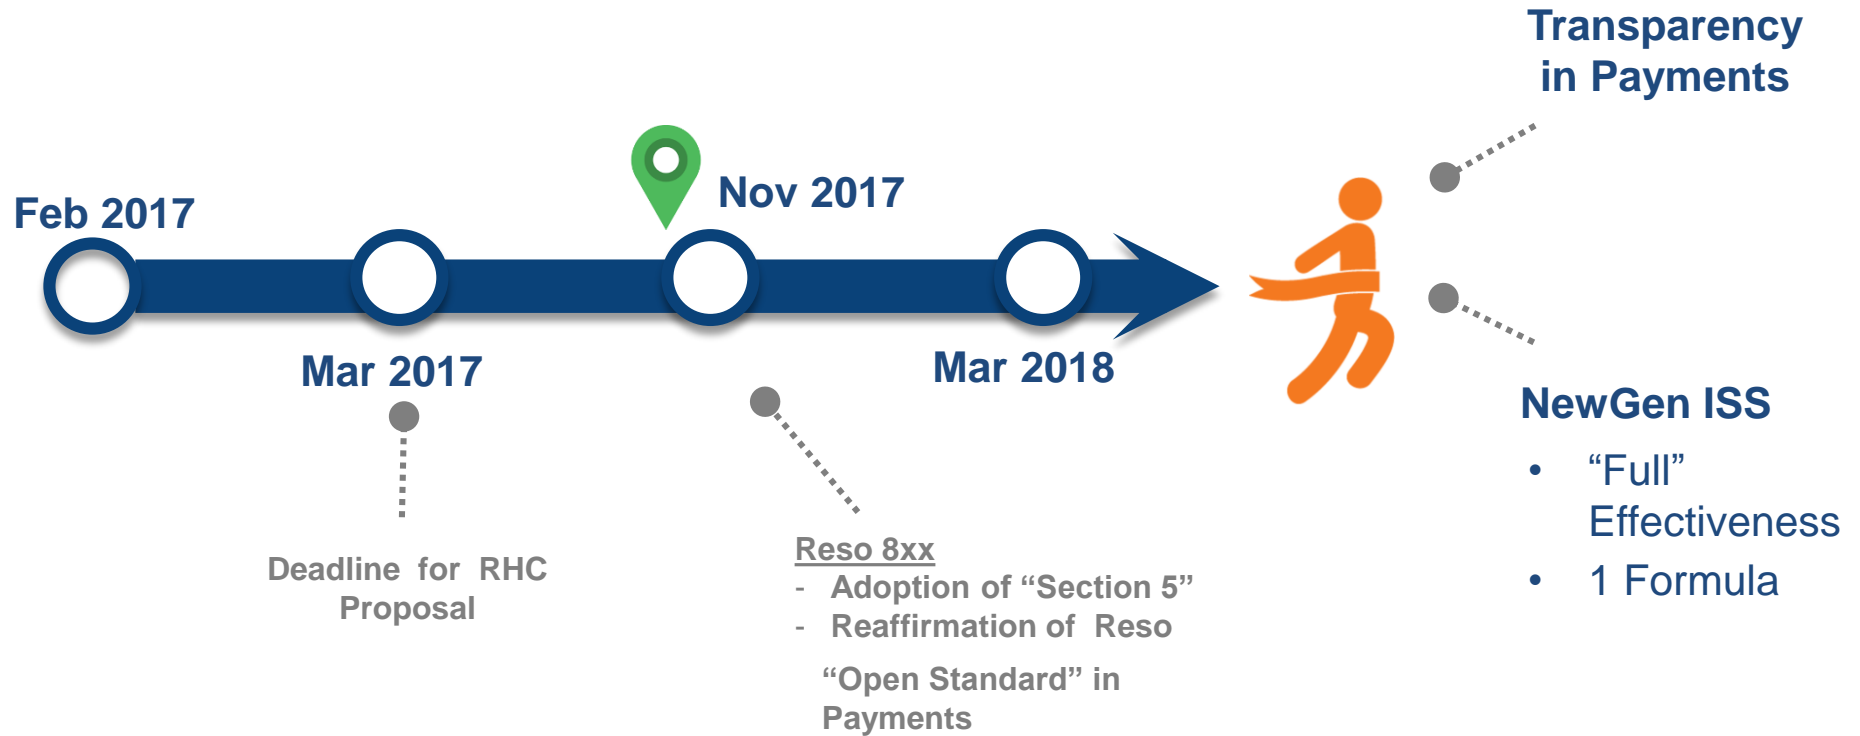 Transparency
in Payments
Feb 2017
Nov 2017
Mar 2017
Mar 2018
Deadline for RHC
Proposal
Reso 8xx
- Adoption of “Section 5”
- Reaffirmation of Reso
“Open Standard” in
Payments
NewGen ISS
• “Full”
Effectiveness
• 1 Formula